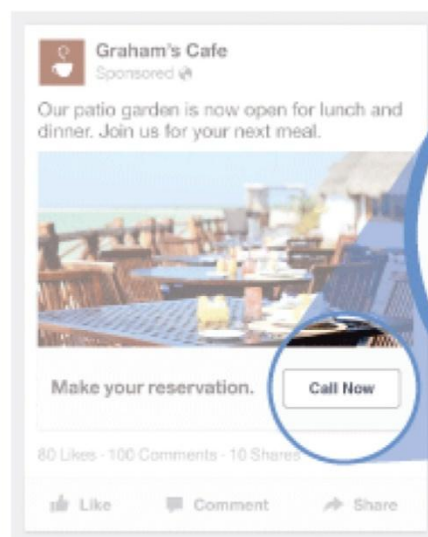 Graham's Cafe
Sponsored
Our patio garden is now open for lunch and
dinner. Join us for your next meal.
Make your reservation. Call Now
80 Likes · 100 Comments · 10 Shares
Like Comment Share